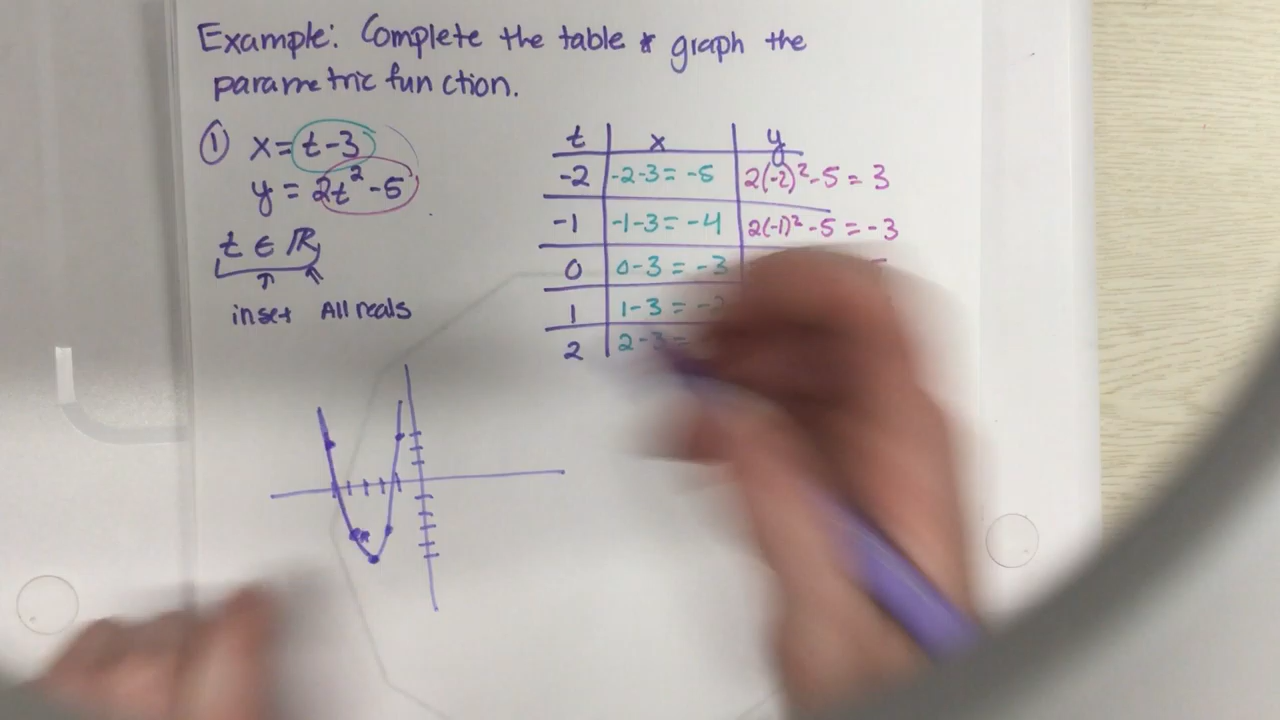 Example: Complete the table & graph the
parametric function.
① x = t - 3
y = 2t² - 5
t ∈ ℝ
in set All reals
t x y
-2 -2-3 = -5 2(-2)² - 5 = 3
-1 -1-3 = -4 2(-1)² - 5 = -3
0 0-3 = -3
1 1-3 =
2 2-3 =